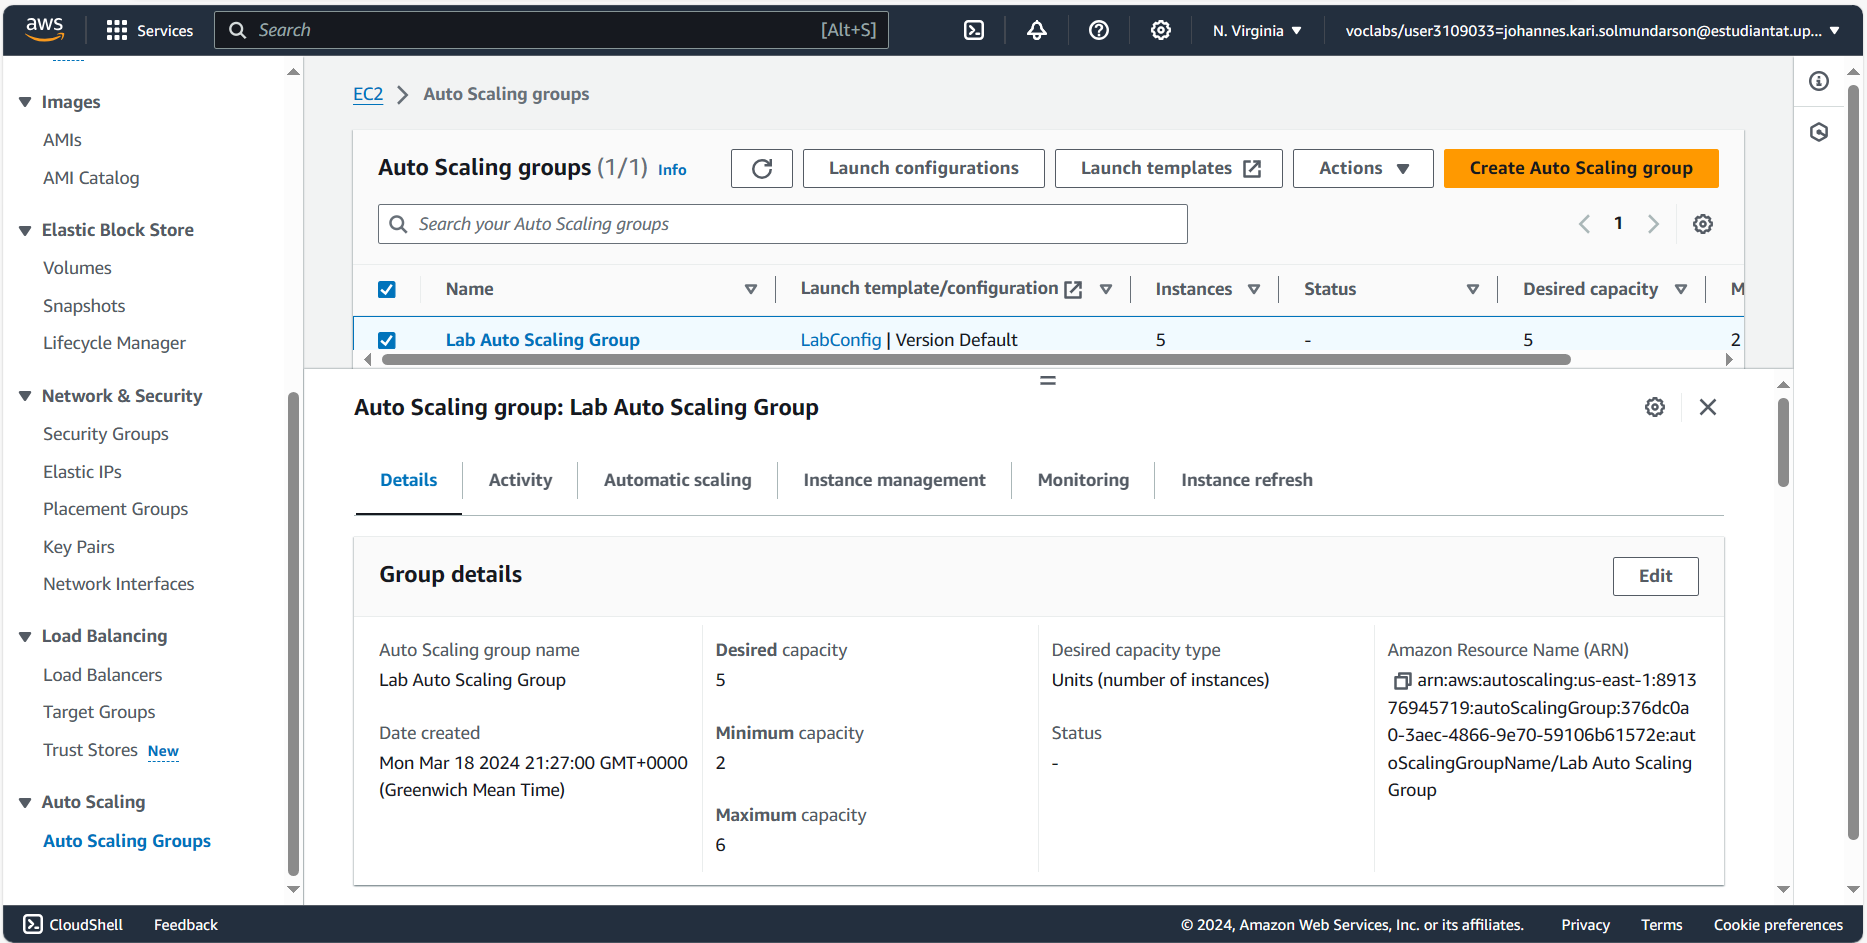 aws
Services
Search
[Alt+S]
N. Virginia
voclabs/user3109033=johannes.kari.solmundarson@estudiantat.up...
Images
AMIs
AMI Catalog
Elastic Block Store
Volumes
Snapshots
Lifecycle Manager
Network & Security
Security Groups
Elastic IPs
Placement Groups
Key Pairs
Network Interfaces
Load Balancing
Load Balancers
Target Groups
Trust Stores New
Auto Scaling
Auto Scaling Groups
EC2 Auto Scaling groups
Auto Scaling groups (1/1) Info
Launch configurations
Launch templates
Actions
Create Auto Scaling group
Search your Auto Scaling groups
1
Name Launch template/configuration Instances Status Desired capacity M
Lab Auto Scaling Group LabConfig | Version Default 5 - 5 2
Auto Scaling group: Lab Auto Scaling Group
Details Activity Automatic scaling Instance management Monitoring Instance refresh
Group details
Edit
Auto Scaling group name
Lab Auto Scaling Group
Date created
Mon Mar 18 2024 21:27:00 GMT+0000
(Greenwich Mean Time)
Desired capacity
5
Minimum capacity
2
Maximum capacity
6
Desired capacity type
Units (number of instances)
Status
-
Amazon Resource Name (ARN)
arn:aws:autoscaling:us-east-1:8913
76945719:autoScalingGroup:376dc0a
0-3aec-4866-9e70-59106b61572e:aut
oScalingGroupName/Lab Auto Scaling
Group
CloudShell Feedback
© 2024, Amazon Web Services, Inc. or its affiliates. Privacy Terms Cookie preferences